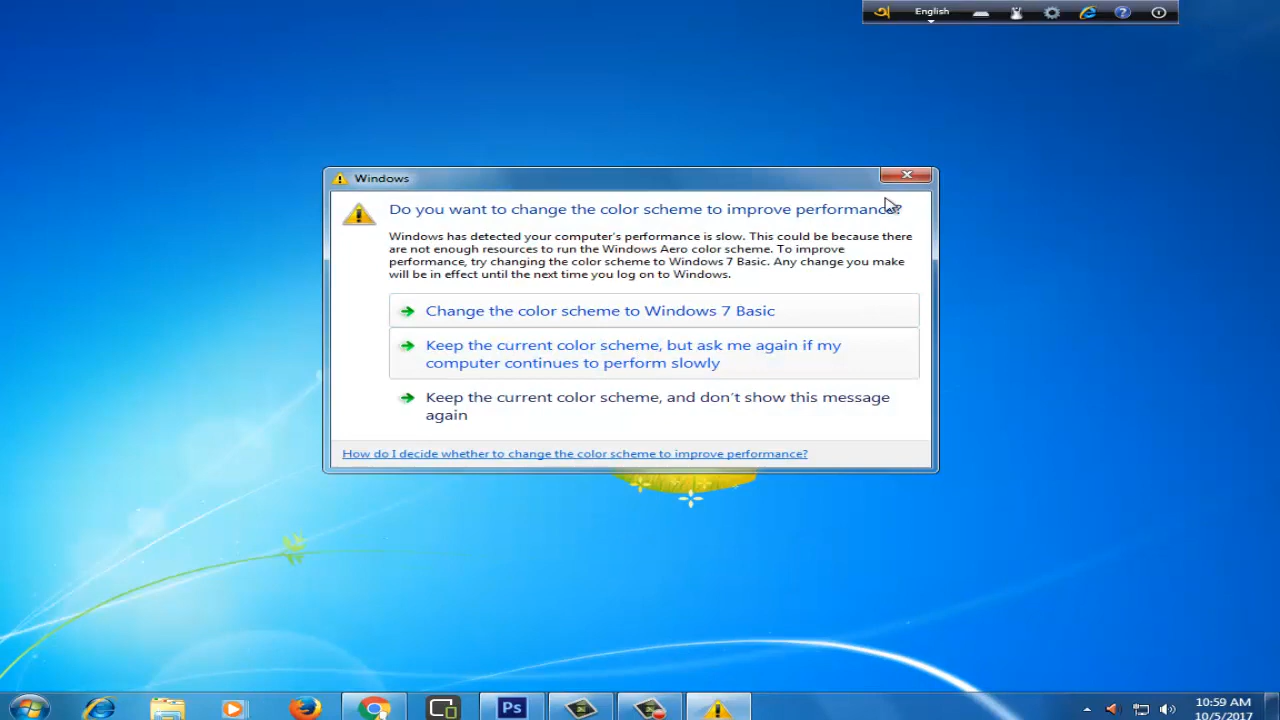 অ English
Windows
Do you want to change the color scheme to improve performance?
Windows has detected your computer's performance is slow. This could be because there
are not enough resources to run the Windows Aero color scheme. To improve
performance, try changing the color scheme to Windows 7 Basic. Any change you make
will be in effect until the next time you log on to Windows.
Change the color scheme to Windows 7 Basic
Keep the current color scheme, but ask me again if my
computer continues to perform slowly
Keep the current color scheme, and don't show this message
again
How do I decide whether to change the color scheme to improve performance?
Ps
10:59 AM
10/5/2017